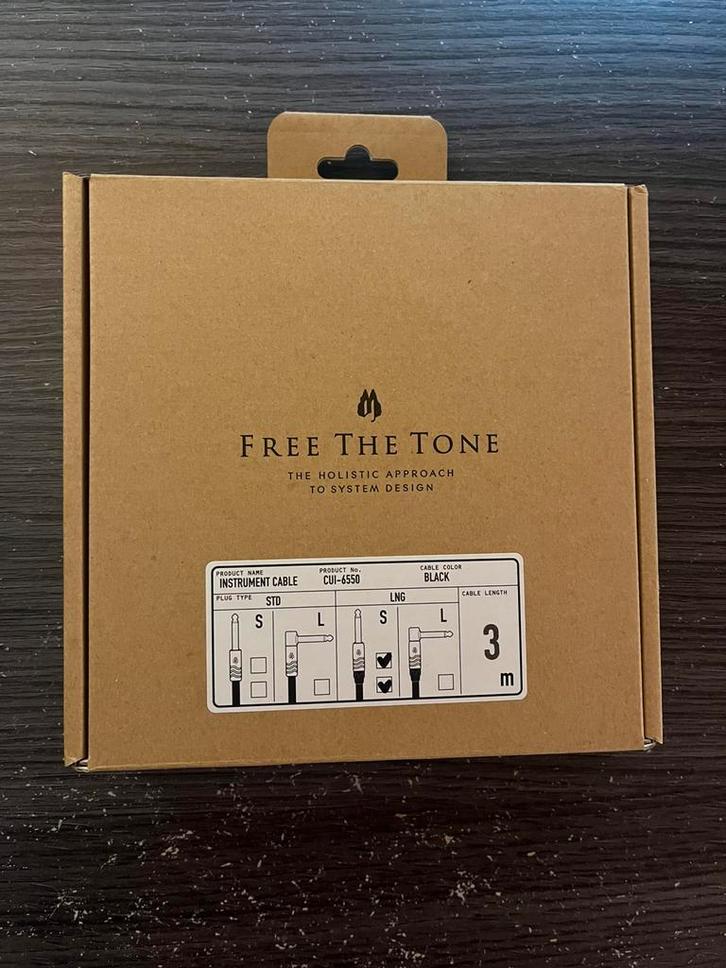 FREE THE TONE
THE HOLISTIC APPROACH
TO SYSTEM DESIGN
PRODUCT NAME
INSTRUMENT CABLE
PRODUCT No.
CUI-6550
CABLE COLOR
BLACK
PLUG TYPE
STD
LNG
CABLE LENGTH
S
L
S
L
3
m